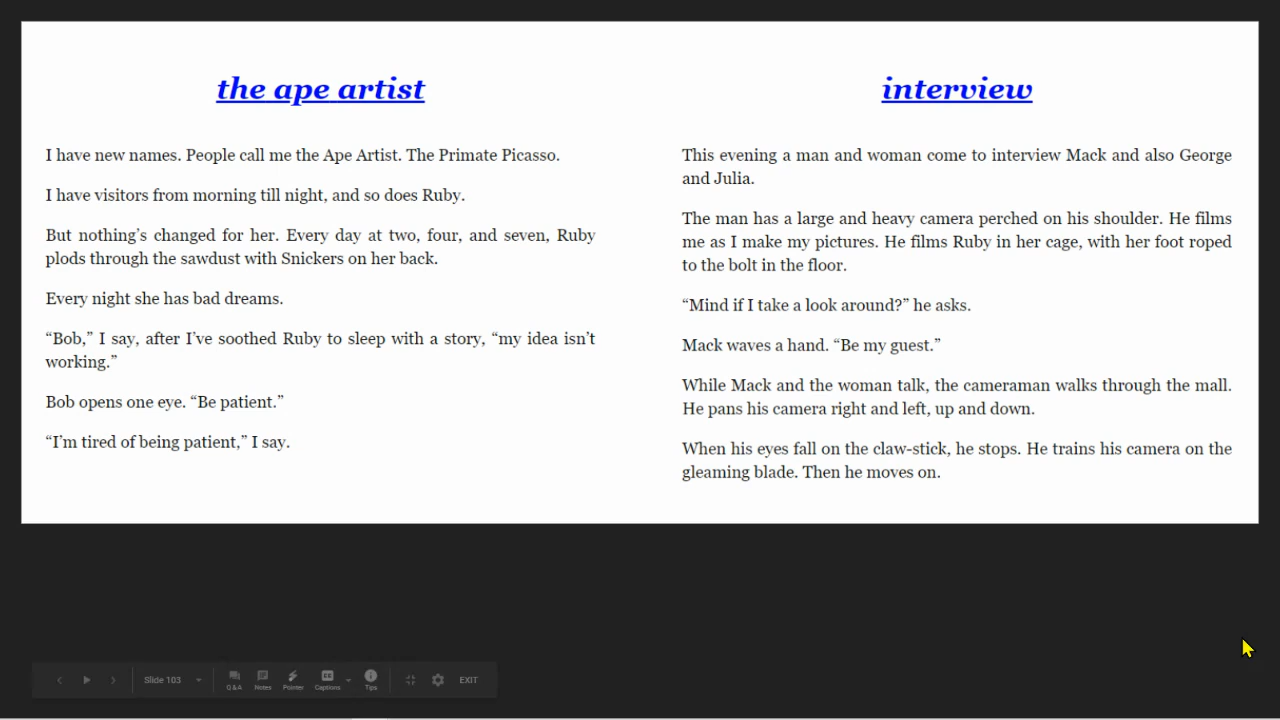 the ape artist
I have new names. People call me the Ape Artist. The Primate Picasso.
I have visitors from morning till night, and so does Ruby.
But nothing’s changed for her. Every day at two, four, and seven, Ruby
plods through the sawdust with Snickers on her back.
Every night she has bad dreams.
“Bob,” I say, after I’ve soothed Ruby to sleep with a story, “my idea isn’t
working.”
Bob opens one eye. “Be patient.”
“I’m tired of being patient,” I say.
interview
This evening a man and woman come to interview Mack and also George
and Julia.
The man has a large and heavy camera perched on his shoulder. He films
me as I make my pictures. He films Ruby in her cage, with her foot roped
to the bolt in the floor.
“Mind if I take a look around?” he asks.
Mack waves a hand. “Be my guest.”
While Mack and the woman talk, the cameraman walks through the mall.
He pans his camera right and left, up and down.
When his eyes fall on the claw-stick, he stops. He trains his camera on the
gleaming blade. Then he moves on.
Slide 103
Q&A
Notes
Pointer
Captions
Tips
EXIT